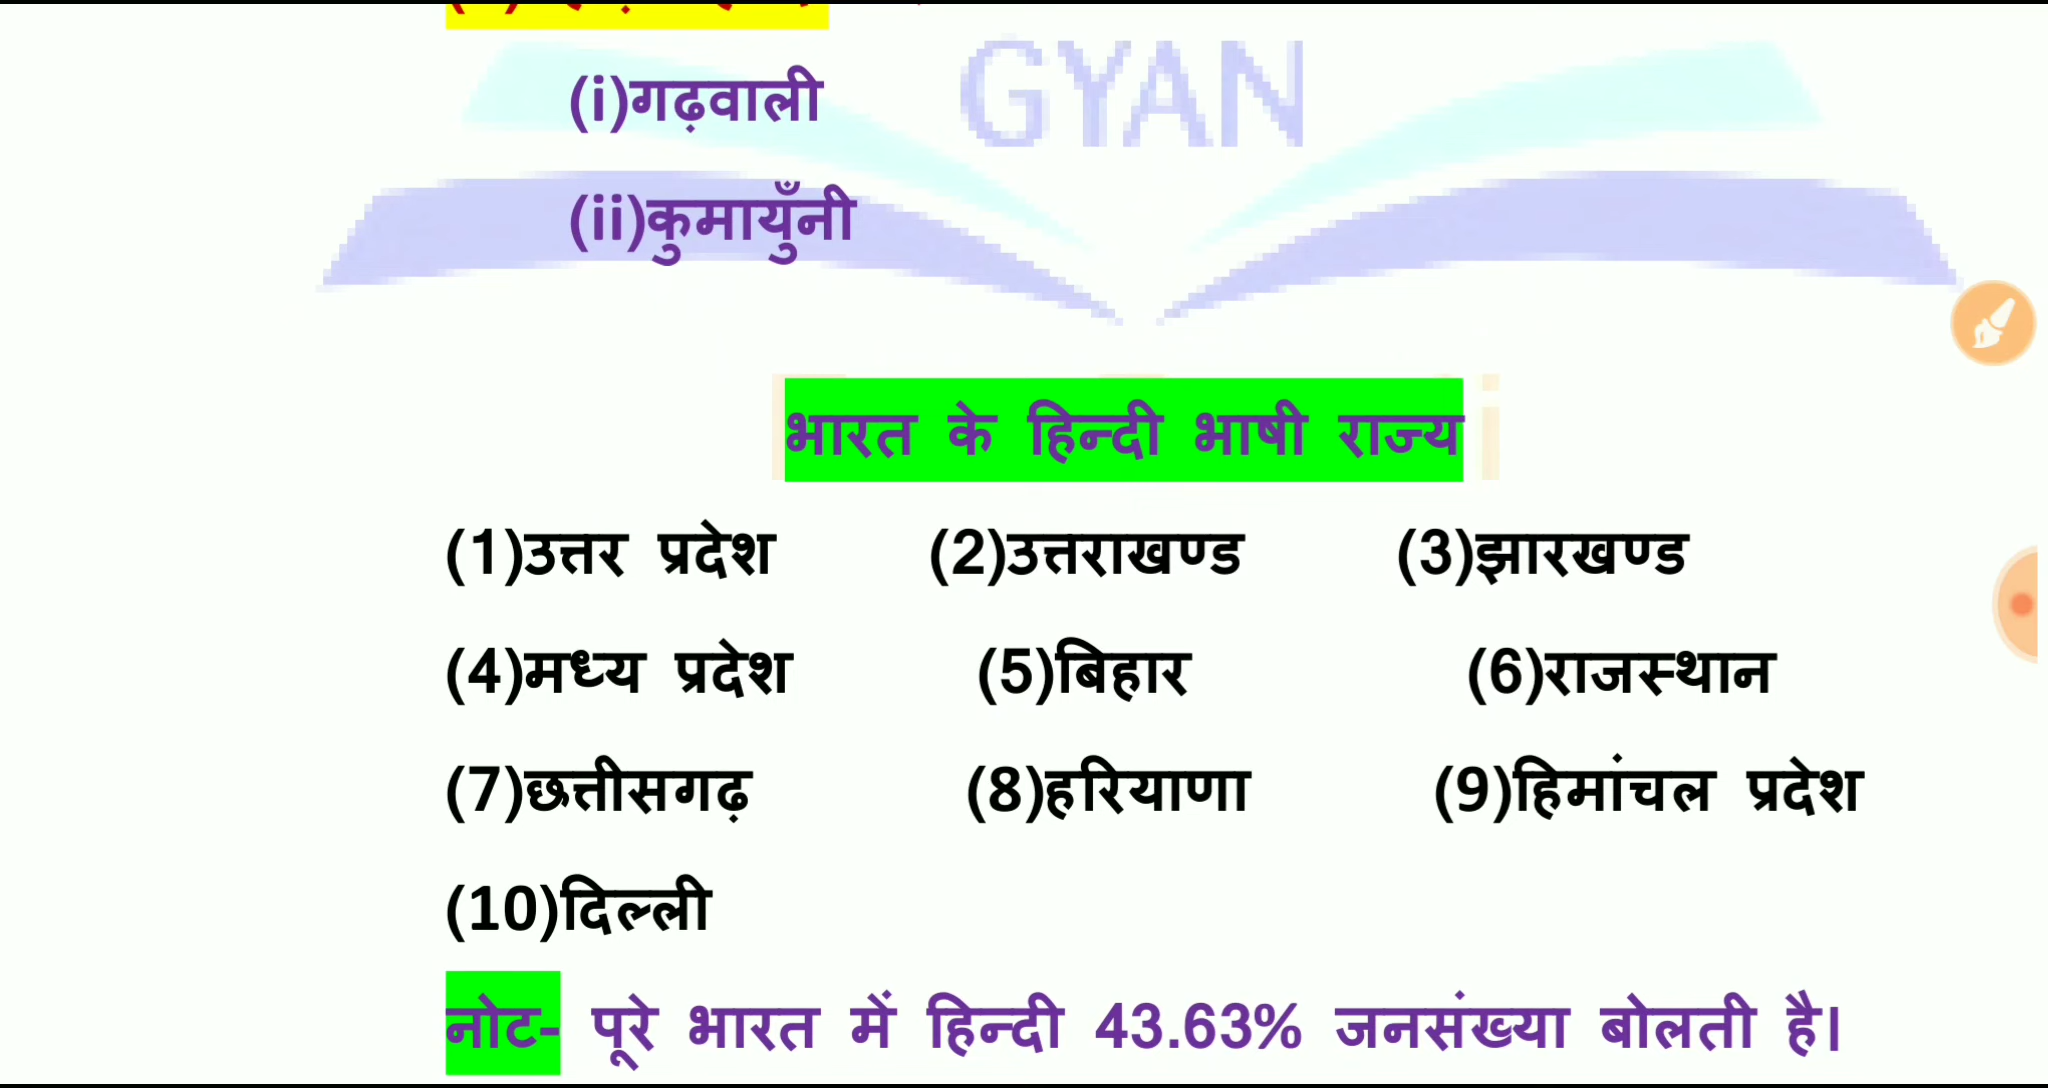 GYAN
(i)गढ़वाली
(ii)कुमायुँनी
भारत के हिन्दी भाषी राज्य
(1)उत्तर प्रदेश (2)उत्तराखण्ड (3)झारखण्ड
(4)मध्य प्रदेश (5)बिहार (6)राजस्थान
(7)छत्तीसगढ़ (8)हरियाणा (9)हिमांचल प्रदेश
(10)दिल्ली
नोट- पूरे भारत में हिन्दी 43.63% जनसंख्या बोलती है।